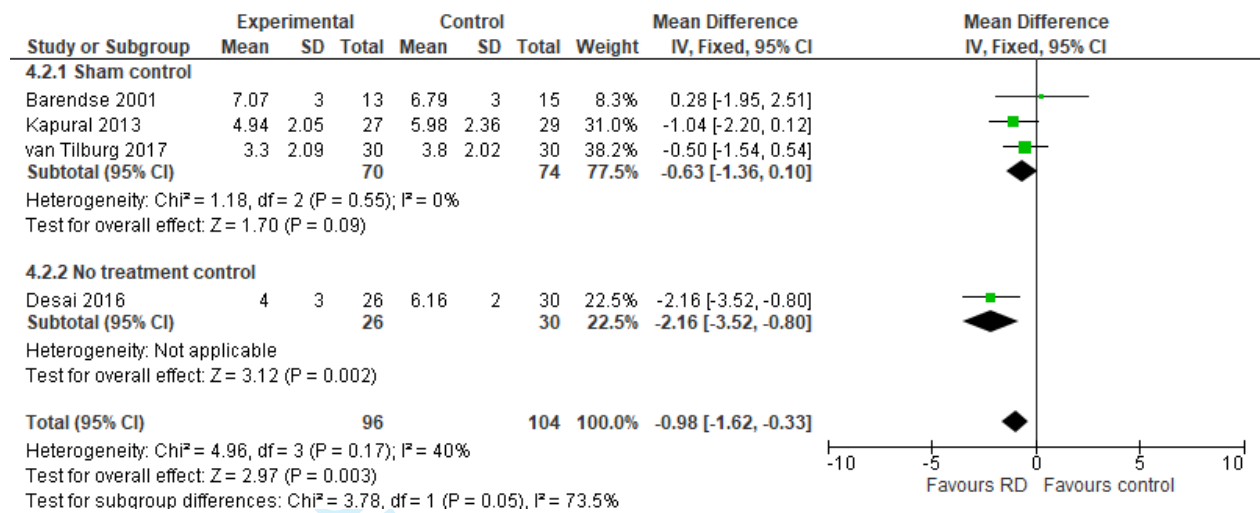 Experimental Control Mean Difference Mean Difference
Study or Subgroup Mean SD Total Mean SD Total Weight IV, Fixed, 95% CI IV, Fixed, 95% CI
4.2.1 Sham control
Barendse 2001 7.07 3 13 6.79 3 15 8.3% 0.28 [-1.95, 2.51]
Kapural 2013 4.94 2.05 27 5.98 2.36 29 31.0% -1.04 [-2.20, 0.12]
van Tilburg 2017 3.3 2.09 30 3.8 2.02 30 38.2% -0.50 [-1.54, 0.54]
Subtotal (95% CI) 70 74 77.5% -0.63 [-1.36, 0.10]
Heterogeneity: Chi² = 1.18, df = 2 (P = 0.55); I² = 0%
Test for overall effect: Z = 1.70 (P = 0.09)
4.2.2 No treatment control
Desai 2016 4 3 26 6.16 2 30 22.5% -2.16 [-3.52, -0.80]
Subtotal (95% CI) 26 30 22.5% -2.16 [-3.52, -0.80]
Heterogeneity: Not applicable
Test for overall effect: Z = 3.12 (P = 0.002)
Total (95% CI) 96 104 100.0% -0.98 [-1.62, -0.33]
Heterogeneity: Chi² = 4.96, df = 3 (P = 0.17); I² = 40%
Test for overall effect: Z = 2.97 (P = 0.003)
Test for subgroup differences: Chi² = 3.78, df = 1 (P = 0.05), I² = 73.5%
-10 -5 0 5 10
Favours RD Favours control